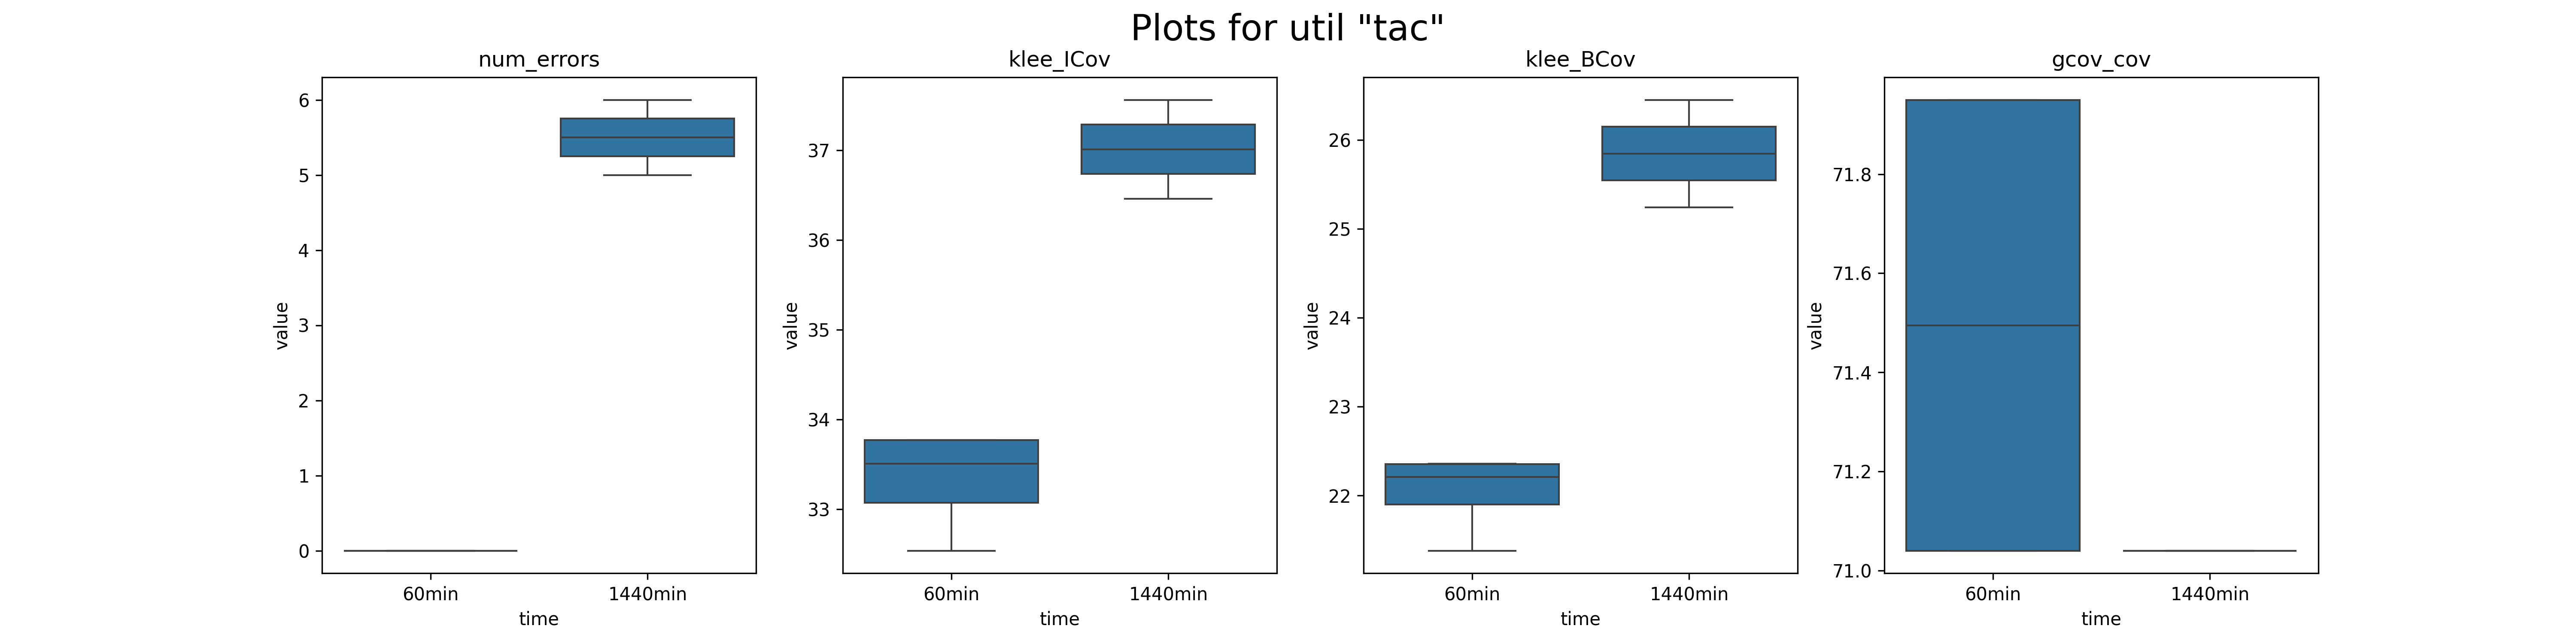 Plots for util "tac"
num_errors
6
5
4
3
2
1
0
value
60min
1440min
time
klee_ICov
37
36
35
34
33
value
60min
1440min
time
klee_BCov
26
25
24
23
22
value
60min
1440min
time
gcov_cov
71.8
71.6
71.4
71.2
71.0
value
60min
1440min
time